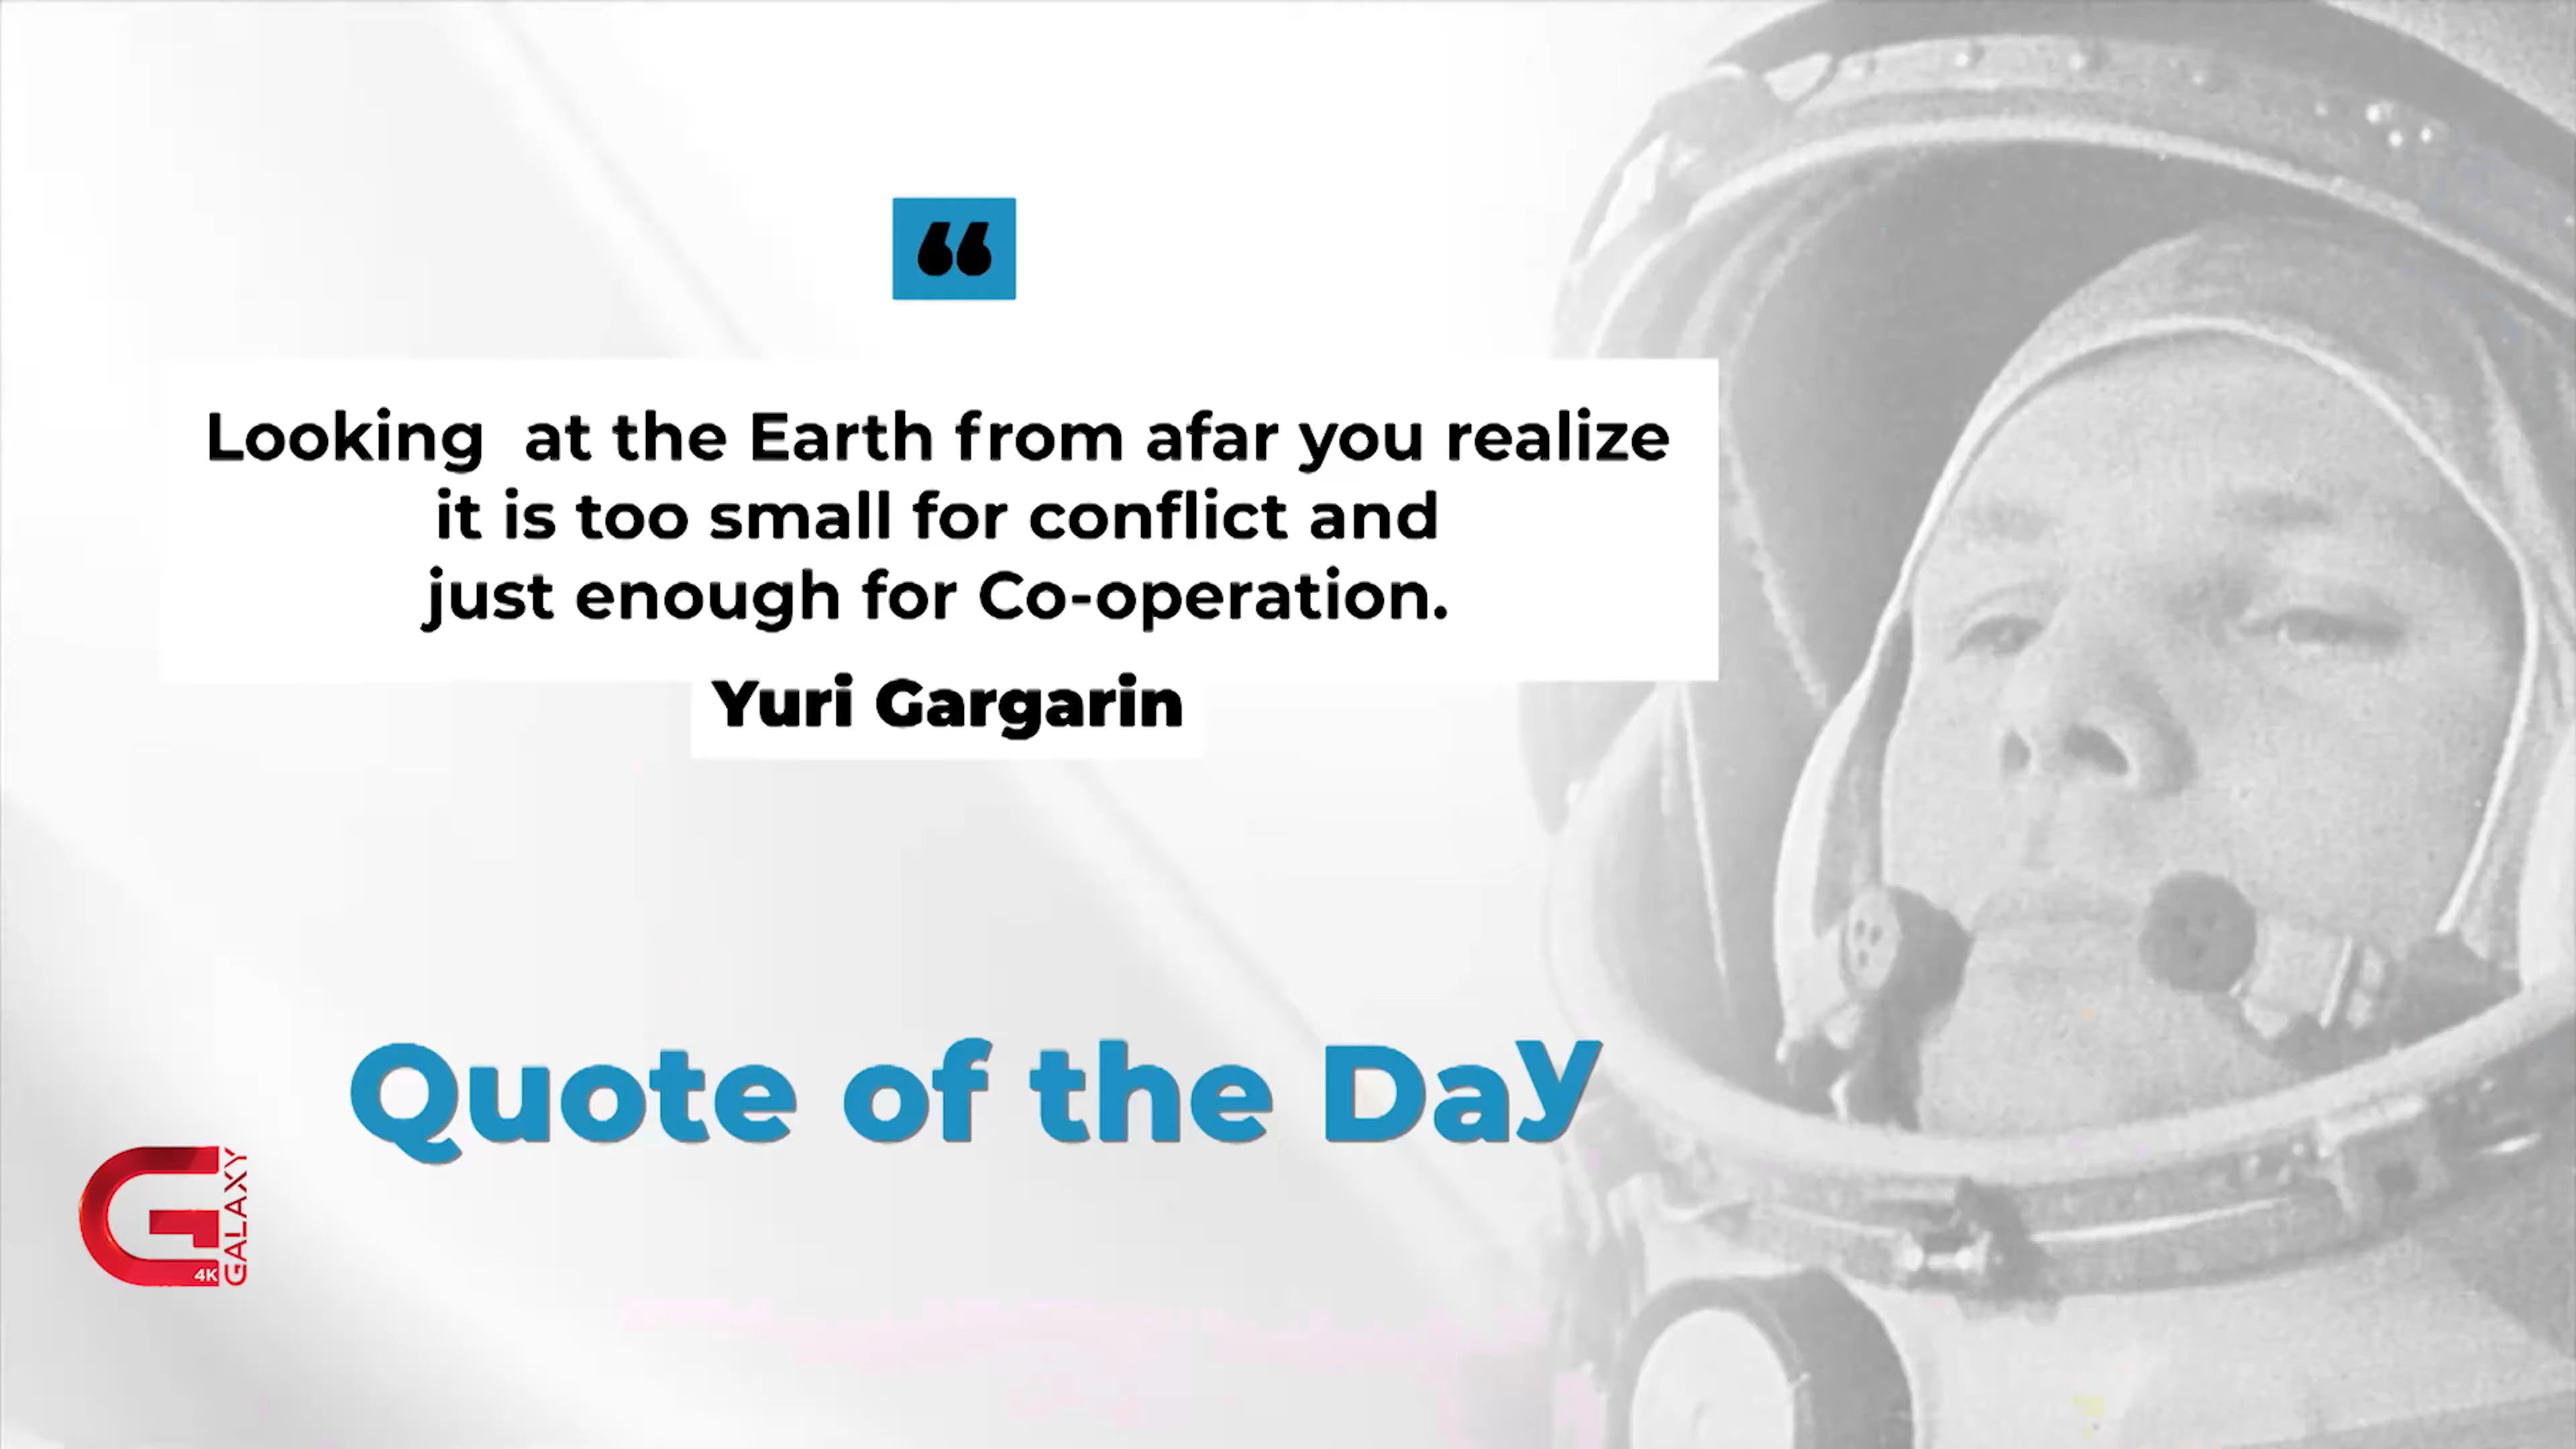 Looking at the Earth from afar you realize
it is too small for conflict and
just enough for Co-operation.
Yuri Gargarin
Quote of the Day
4K
GALAXY